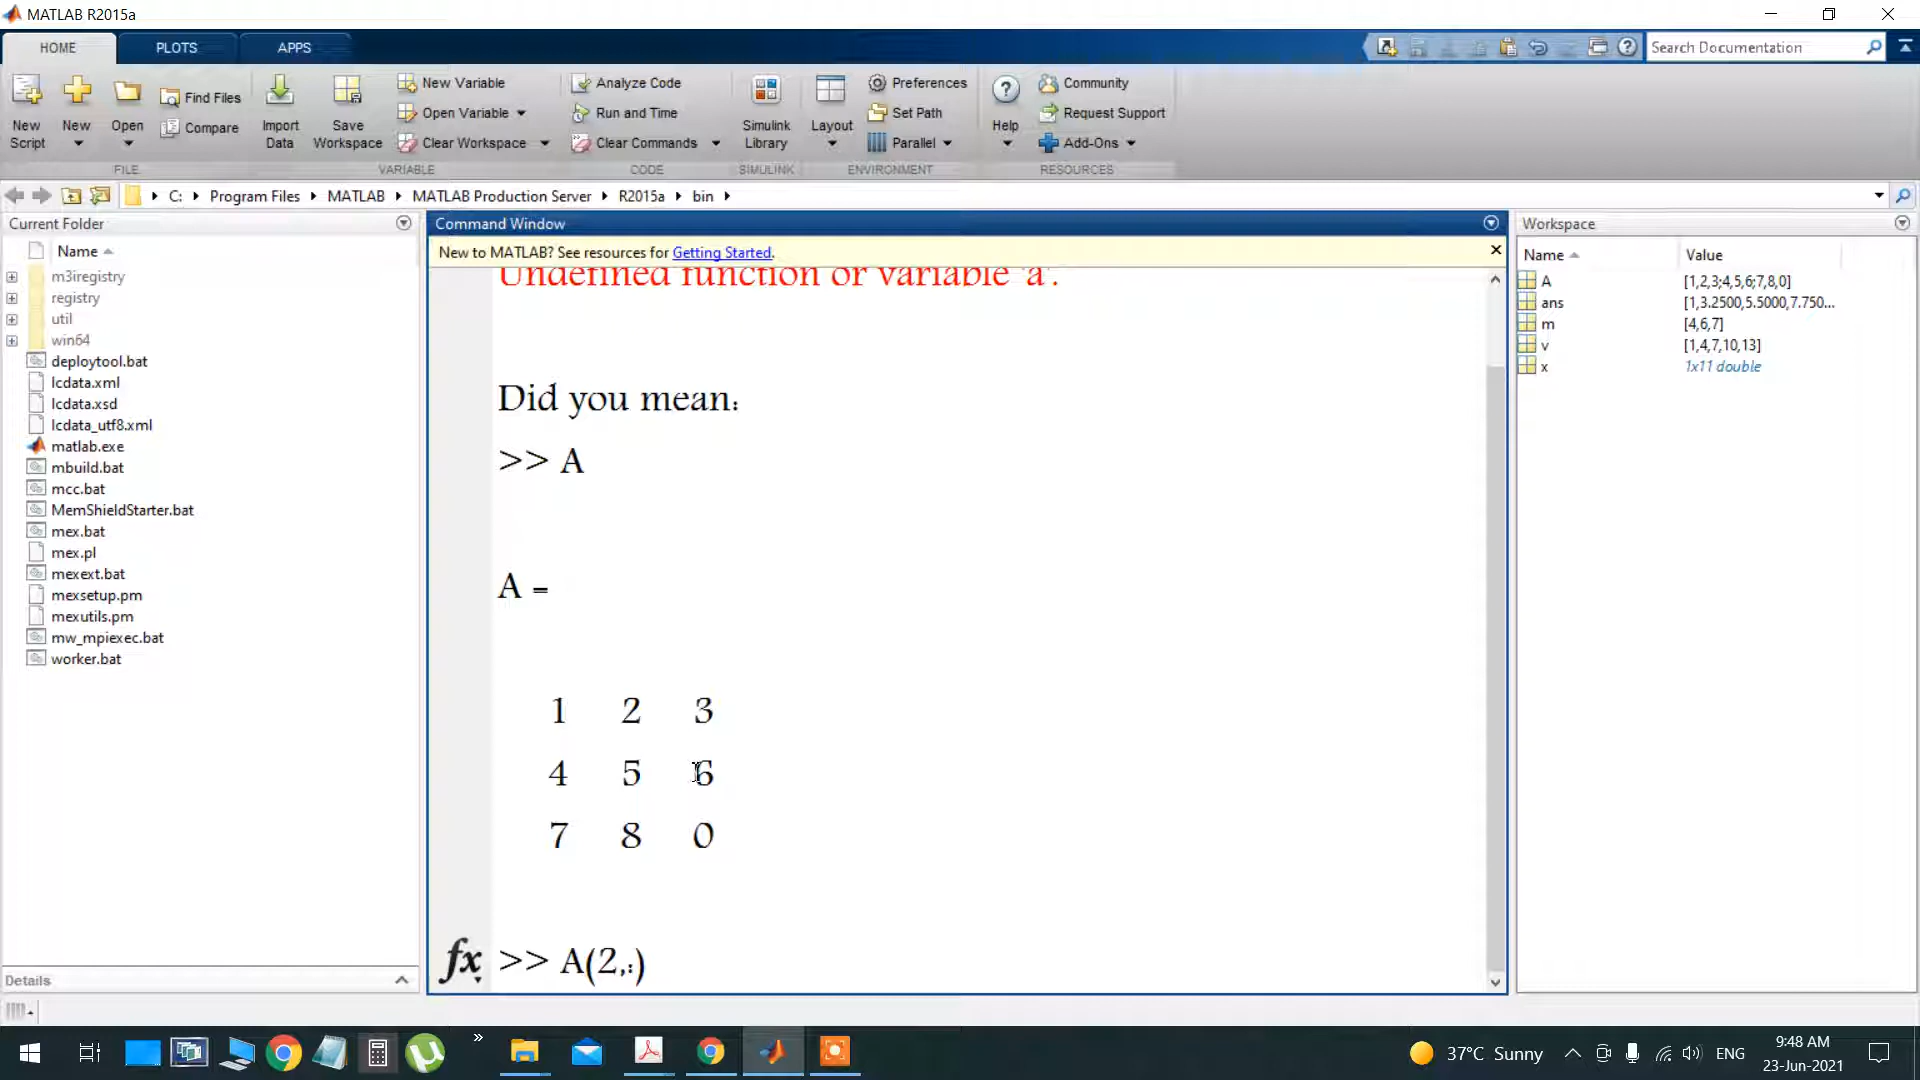 MATLAB R2015a
HOME PLOTS APPS
Search Documentation
New Script
New
Open
Find Files
Compare
Import Data
Save Workspace
New Variable
Open Variable
Clear Workspace
Analyze Code
Run and Time
Clear Commands
Simulink Library
Layout
Preferences
Set Path
Parallel
Help
Community
Request Support
Add-Ons
FILE VARIABLE CODE SIMULINK ENVIRONMENT RESOURCES
C: Program Files MATLAB MATLAB Production Server R2015a bin
Current Folder
Name
m3iregistry
registry
util
win64
deploytool.bat
lcdata.xml
lcdata.xsd
lcdata_utf8.xml
matlab.exe
mbuild.bat
mcc.bat
MemShieldStarter.bat
mex.bat
mex.pl
mexext.bat
mexsetup.pm
mexutils.pm
mw_mpiexec.bat
worker.bat
Details
Command Window
New to MATLAB? See resources for Getting Started.
Undefined function or variable 'a'.
Did you mean:
>> A
A =
1 2 3
4 5 6
7 8 0
fx >> A(2,:)
Workspace
Name Value
A [1,2,3;4,5,6;7,8,0]
ans [1,3.2500,5.5000,7.750...
m [4,6,7]
v [1,4,7,10,13]
x 1x11 double
37°C Sunny
ENG
9:48 AM
23-Jun-2021